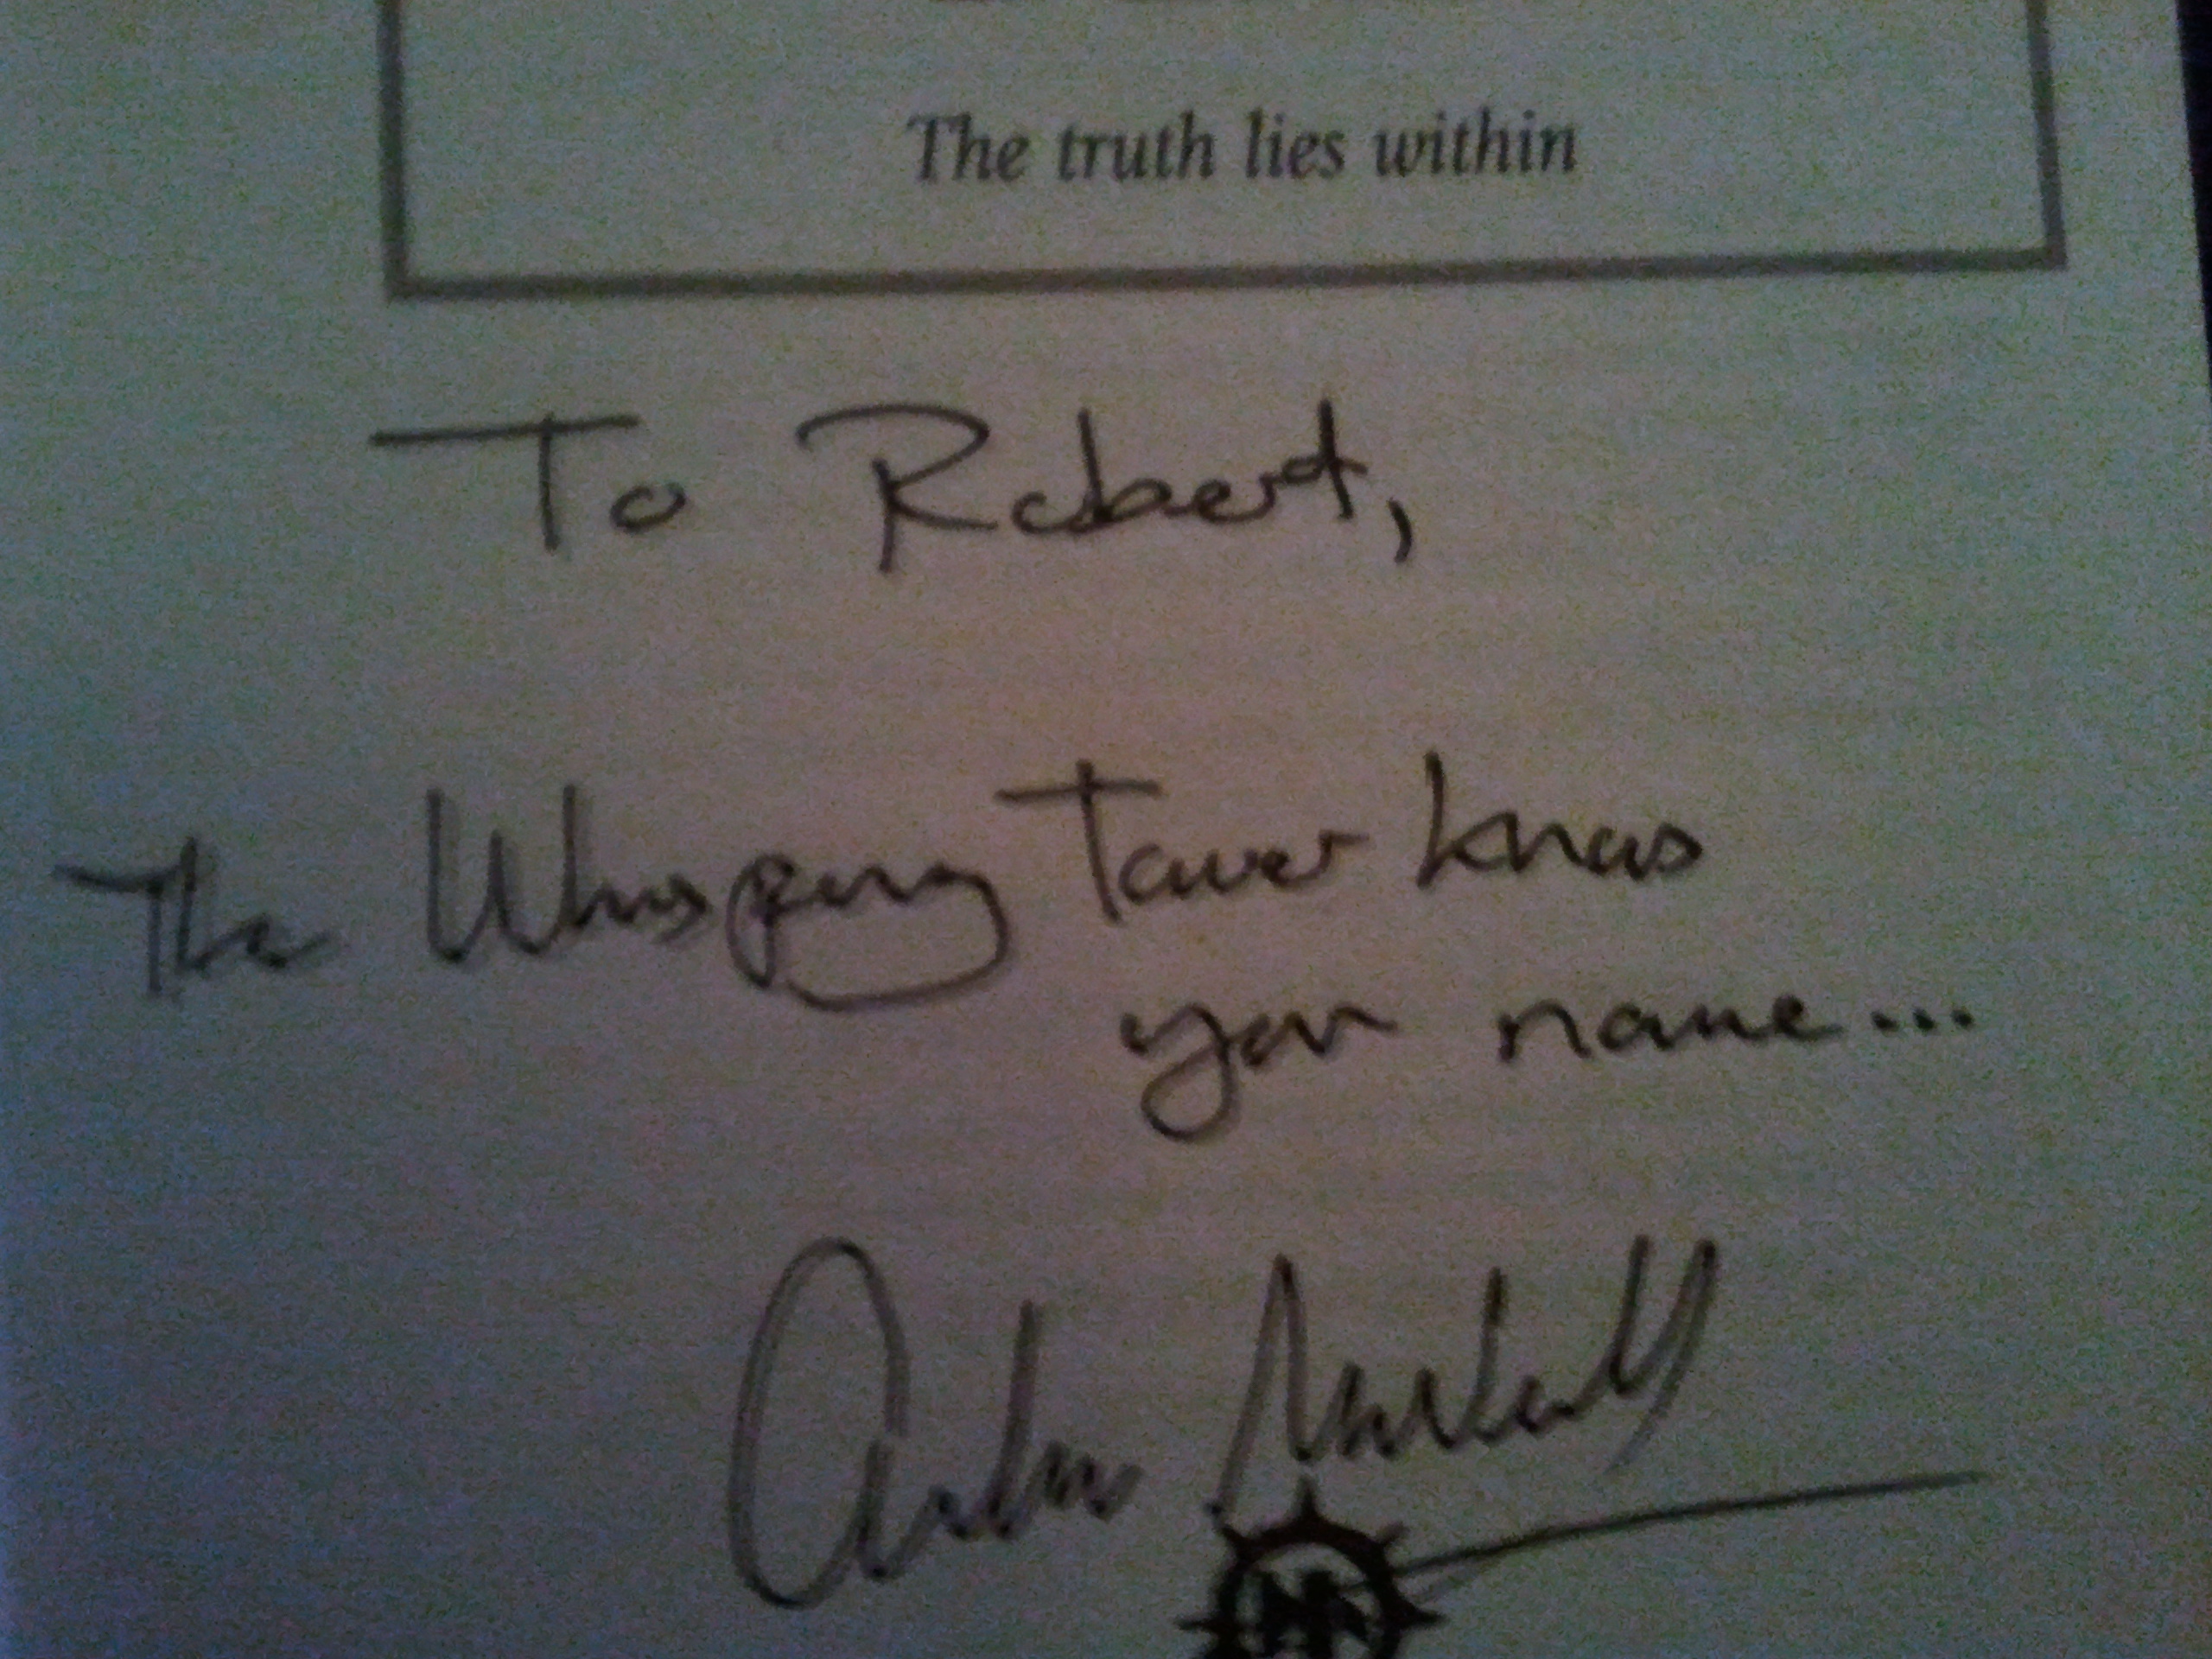 The truth lies within
To Robert,
The Whispering Tower knows
your name...